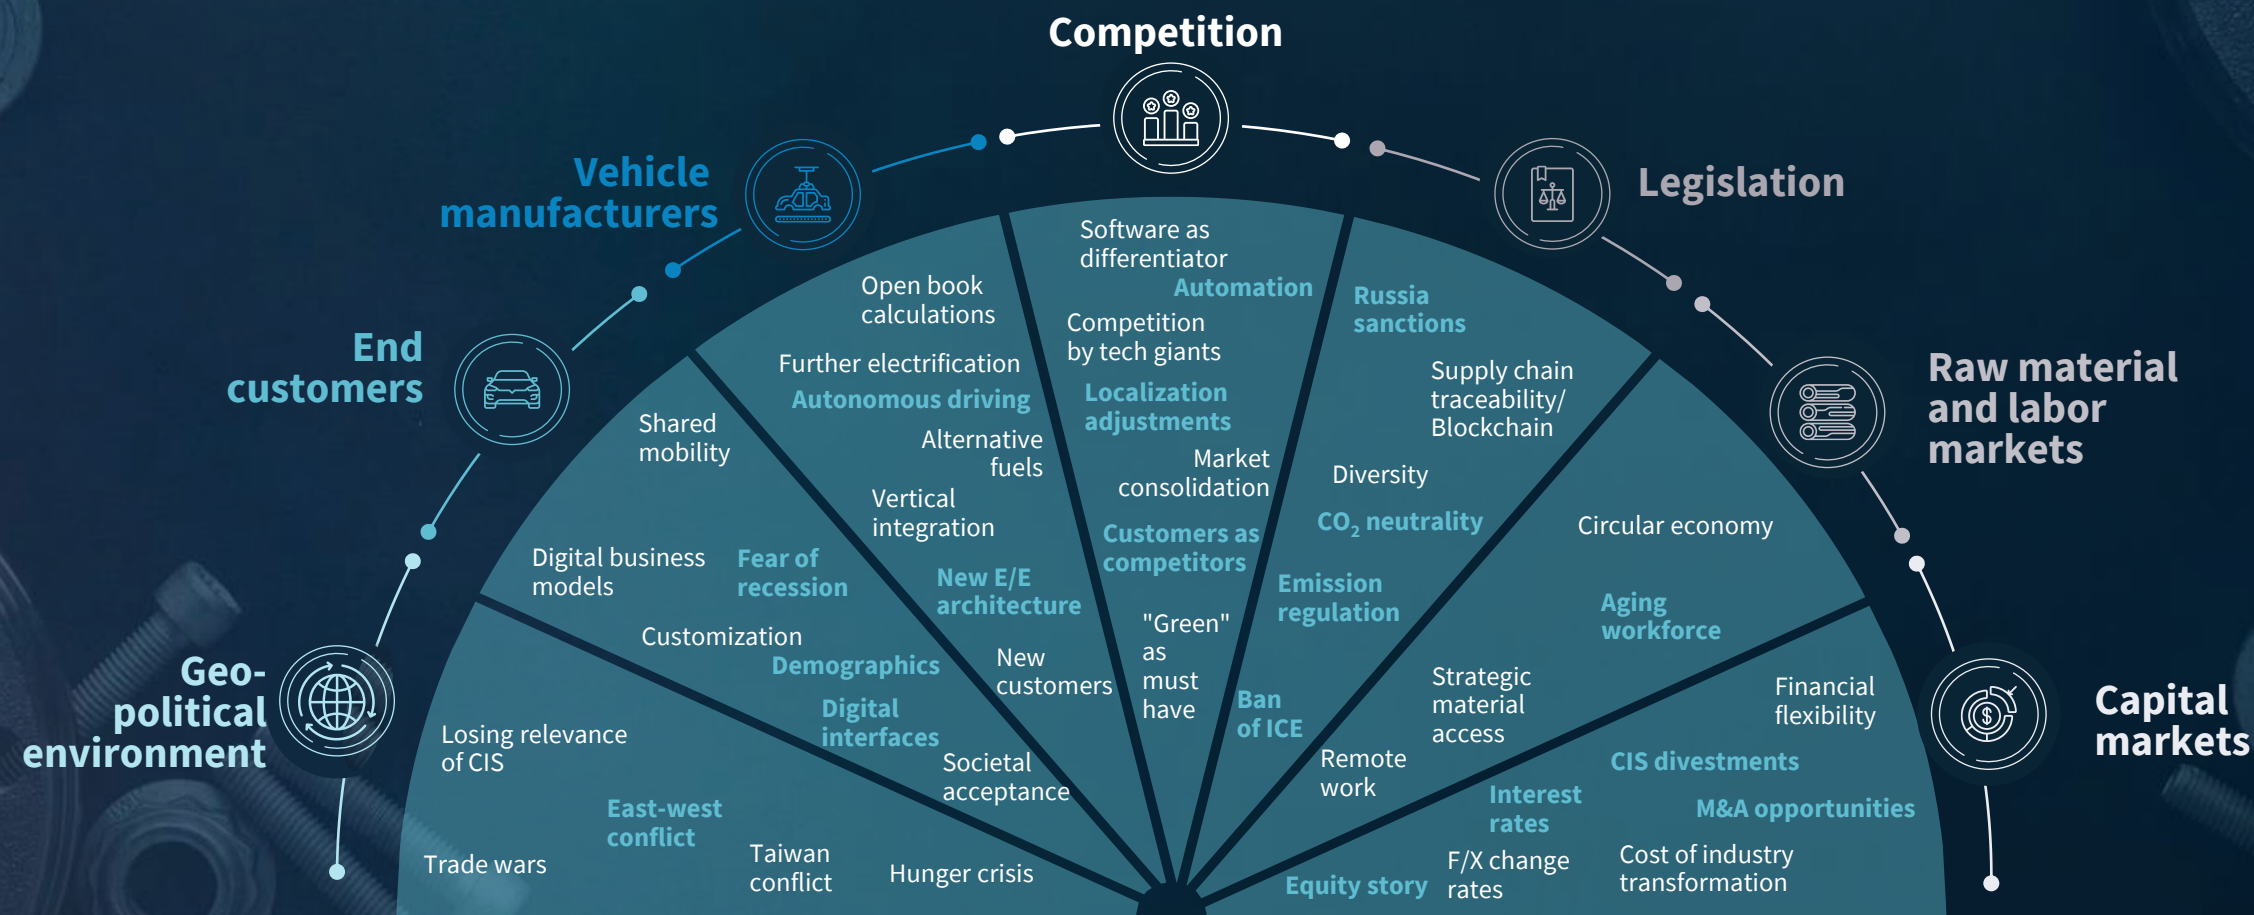 Competition
Vehicle
manufacturers
Legislation
End
customers
Raw material
and labor
markets
Geo-
political
environment
Capital
markets
Losing relevance
of CIS
East-west
conflict
Trade wars
Taiwan
conflict
Hunger crisis
Shared
mobility
Digital business
models
Fear of
recession
Customization
Demographics
Digital
interfaces
Societal
acceptance
Open book
calculations
Further electrification
Autonomous driving
Alternative
fuels
Vertical
integration
New E/E
architecture
New
customers
Software as
differentiator
Automation
Competition
by tech giants
Localization
adjustments
Market
consolidation
Customers as
competitors
"Green"
as
must
have
Russia
sanctions
Supply chain
traceability/
Blockchain
Diversity
CO₂ neutrality
Emission
regulation
Ban
of ICE
Circular economy
Aging
workforce
Strategic
material
access
Remote
work
Financial
flexibility
CIS divestments
Interest
rates
M&A opportunities
Equity story
F/X change
rates
Cost of industry
transformation